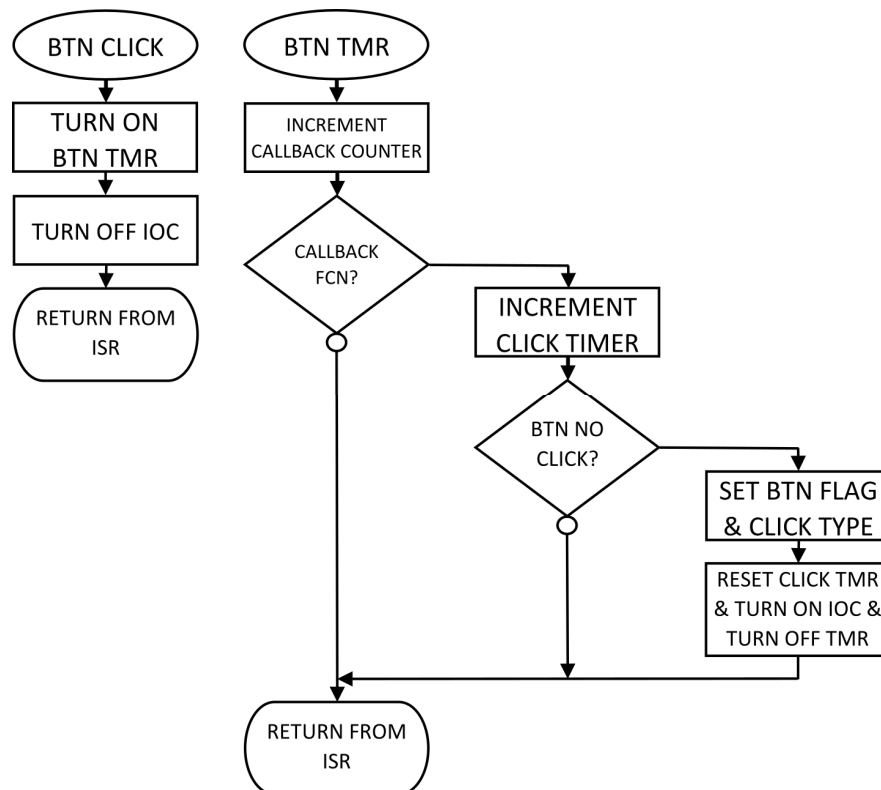 BTN CLICK
TURN ON
BTN TMR
TURN OFF IOC
RETURN FROM
ISR
BTN TMR
INCREMENT
CALLBACK COUNTER
CALLBACK
FCN?
INCREMENT
CLICK TIMER
BTN NO
CLICK?
SET BTN FLAG
& CLICK TYPE
RESET CLICK TMR
& TURN ON IOC &
TURN OFF TMR
RETURN FROM
ISR